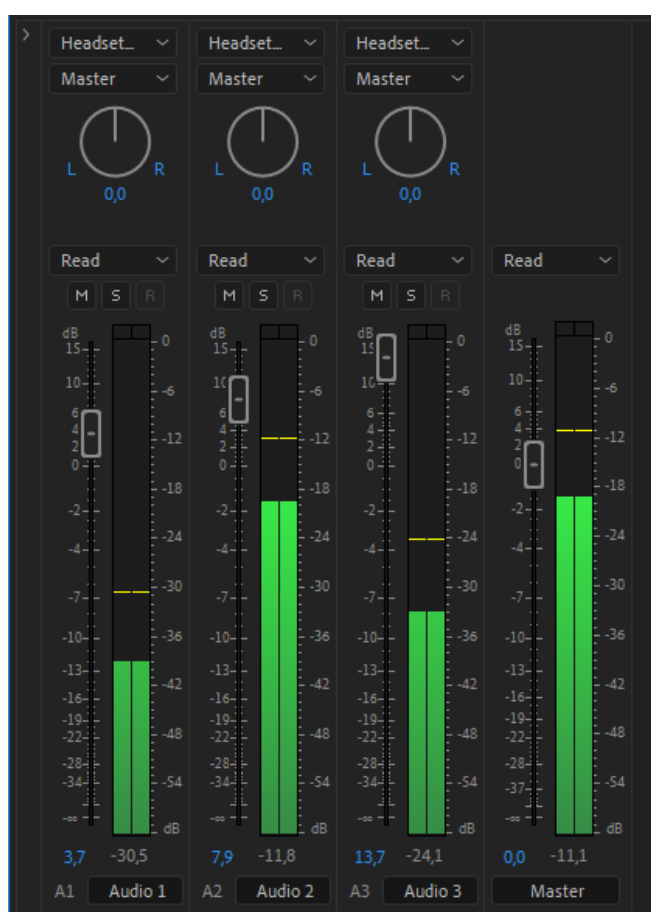 Headset... Headset... Headset...
Master Master Master
L R L R L R
0,0 0,0 0,0
Read Read Read Read
M S R M S R M S R
dB dB dB dB
15 0 15 0 15 0 15 0
10 -6 10 -6 10 -6 10 -6
6 6 6 6
4 -12 4 -12 4 -12 4 -12
2 2 2 2
0 -18 0 -18 0 -18 0 -18
-2 -24 -2 -24 -2 -24 -2 -24
-4 -4 -4 -4
-7 -30 -7 -30 -7 -30 -7 -30
-10 -36 -10 -36 -10 -36 -10 -36
-13 -42 -13 -42 -13 -42 -13 -42
-16 -16 -16 -16
-19 -19 -19 -19
-22 -48 -22 -48 -22 -48 -22 -48
-28 -28 -28 -28
-34 -54 -34 -54 -34 -54 -37 -54
-∞ dB -∞ dB -∞ dB -∞ dB
3,7 -30,5 7,9 -11,8 13,7 -24,1 0,0 -11,1
A1 Audio 1 A2 Audio 2 A3 Audio 3 Master